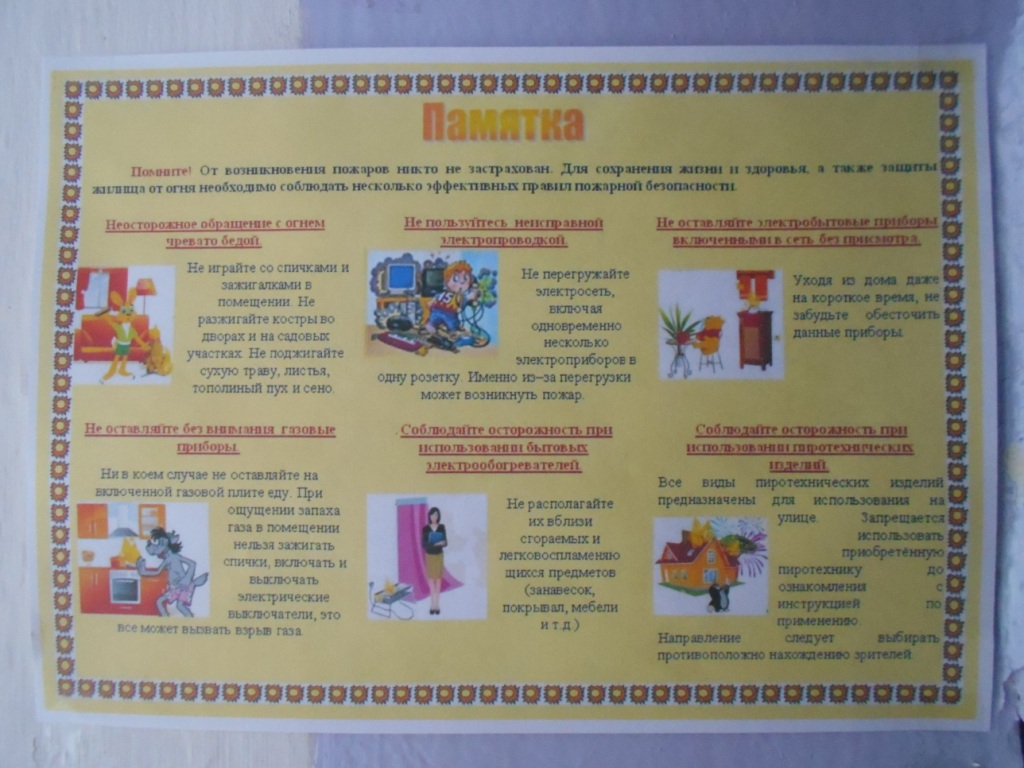 Памятка
Помните! От возникновения пожаров никто не застрахован. Для сохранения жизни и здоровья, а также защиты
жилища от огня необходимо соблюдать несколько эффективных правил пожарной безопасности.
Неосторожное обращение с огнем
чревато бедой.
Не играйте со спичками и
зажигалками в
помещении. Не
разжигайте костры во
дворах и на садовых
участках. Не поджигайте
сухую траву, листья,
тополиный пух и сено.
Не пользуйтесь неисправной
электропроводкой.
Не перегружайте
электросеть,
включая
одновременно
несколько
электроприборов в
одну розетку. Именно из-за перегрузки
может возникнуть пожар.
Не оставляйте электробытовые приборы
включенными в сеть без присмотра.
Уходя из дома даже
на короткое время, не
забудьте обесточить
данные приборы.
Не оставляйте без внимания газовые
приборы.
Ни в коем случае не оставляйте на
включенной газовой плите еду. При
ощущении запаха
газа в помещении
нельзя зажигать
спички, включать и
выключать
электрические
выключатели, это
все может вызвать взрыв газа.
Соблюдайте осторожность при
использовании бытовых
электрообогревателей.
Не располагайте
их вблизи
сгораемых и
легковоспламеняю
щихся предметов
(занавесок,
покрывал, мебели
и т.д.)
Соблюдайте осторожность при
использовании пиротехнических
изделий.
Все виды пиротехнических изделий
предназначены для использования на
улице. Запрещается
использовать
приобретённую
пиротехнику до
ознакомления с
инструкцией по
применению.
Направление следует выбирать
противоположно нахождению зрителей.